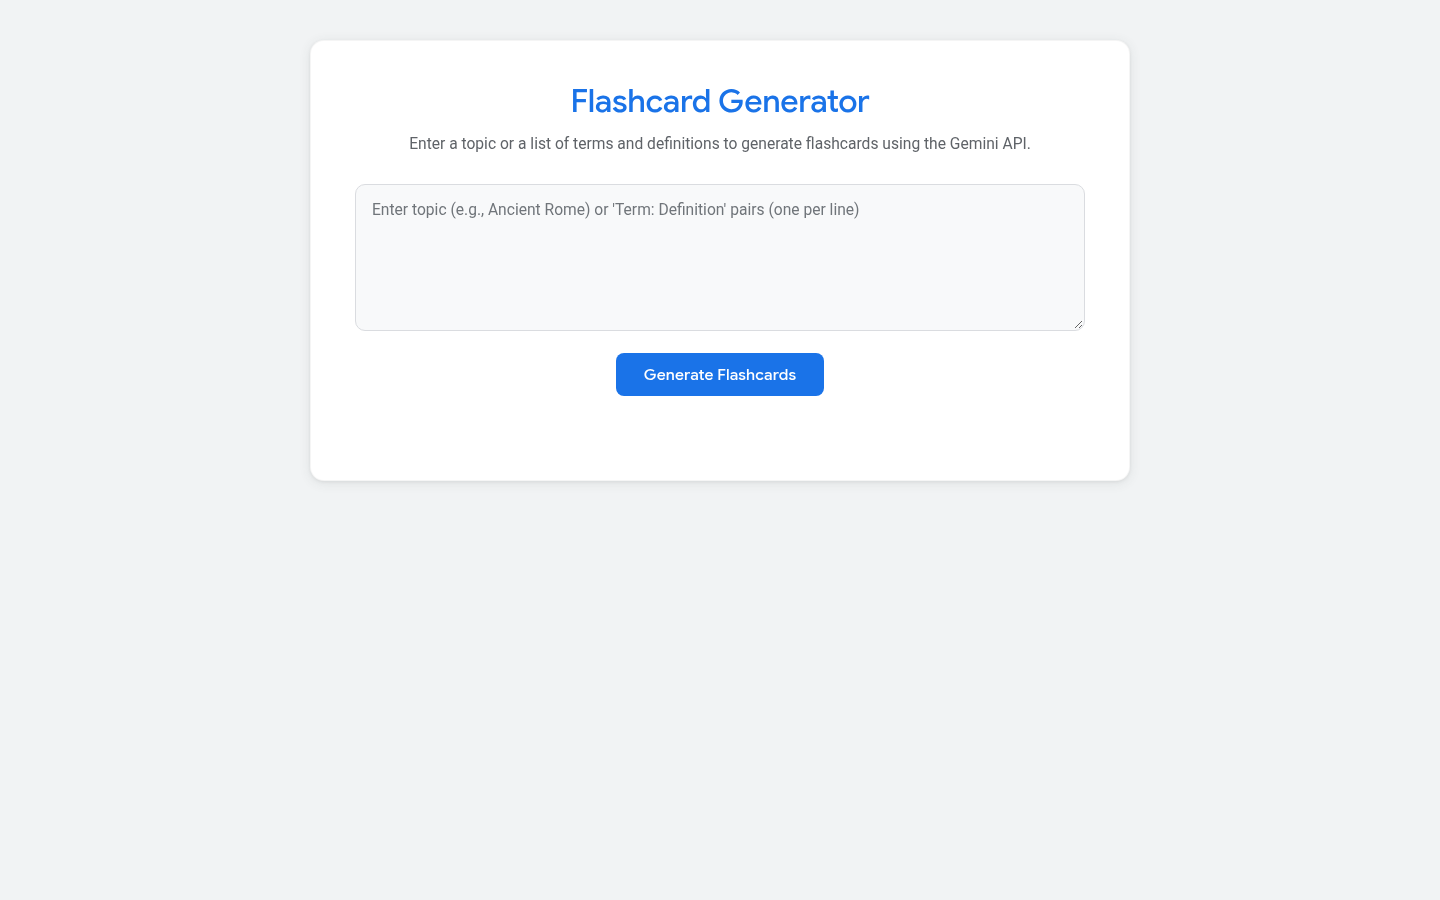 Flashcard Generator
Enter a topic or a list of terms and definitions to generate flashcards using the Gemini API.
Enter topic (e.g., Ancient Rome) or 'Term: Definition' pairs (one per line)
Generate Flashcards